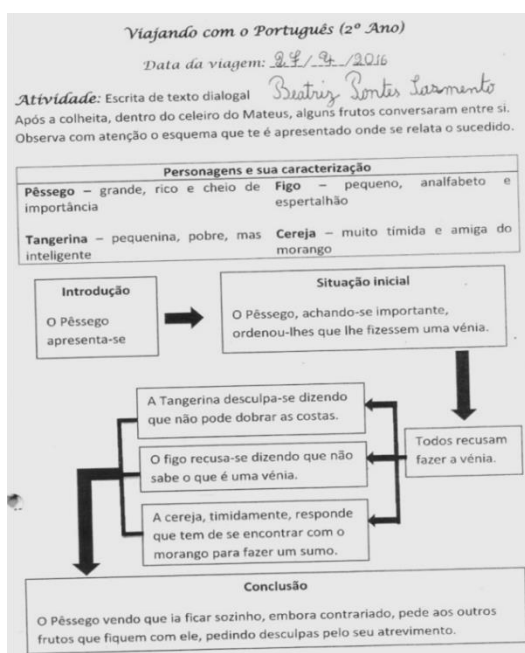 Viajando com o Português (2º Ano)
Data da viagem: 27/ 4 /2016
Atividade: Escrita de texto dialogal Beatriz Pontes Sarmento
Após a colheita, dentro do celeiro do Mateus, alguns frutos conversaram entre si.
Observa com atenção o esquema que te é apresentado onde se relata o sucedido.
Personagens e sua caracterização
Pêssego – grande, rico e cheio de
importância
Figo – pequeno, analfabeto e
espertalhão
Tangerina – pequenina, pobre, mas
inteligente
Cereja – muito tímida e amiga do
morango
Introdução
O Pêssego
apresenta-se
Situação inicial
O Pêssego, achando-se importante,
ordenou-lhes que lhe fizessem uma vénia.
Todos recusam
fazer a vénia.
A Tangerina desculpa-se dizendo
que não pode dobrar as costas.
O figo recusa-se dizendo que não
sabe o que é uma vénia.
A cereja, timidamente, responde
que tem de se encontrar com o
morango para fazer um sumo.
Conclusão
O Pêssego vendo que ia ficar sozinho, embora contrariado, pede aos outros
frutos que fiquem com ele, pedindo desculpas pelo seu atrevimento.